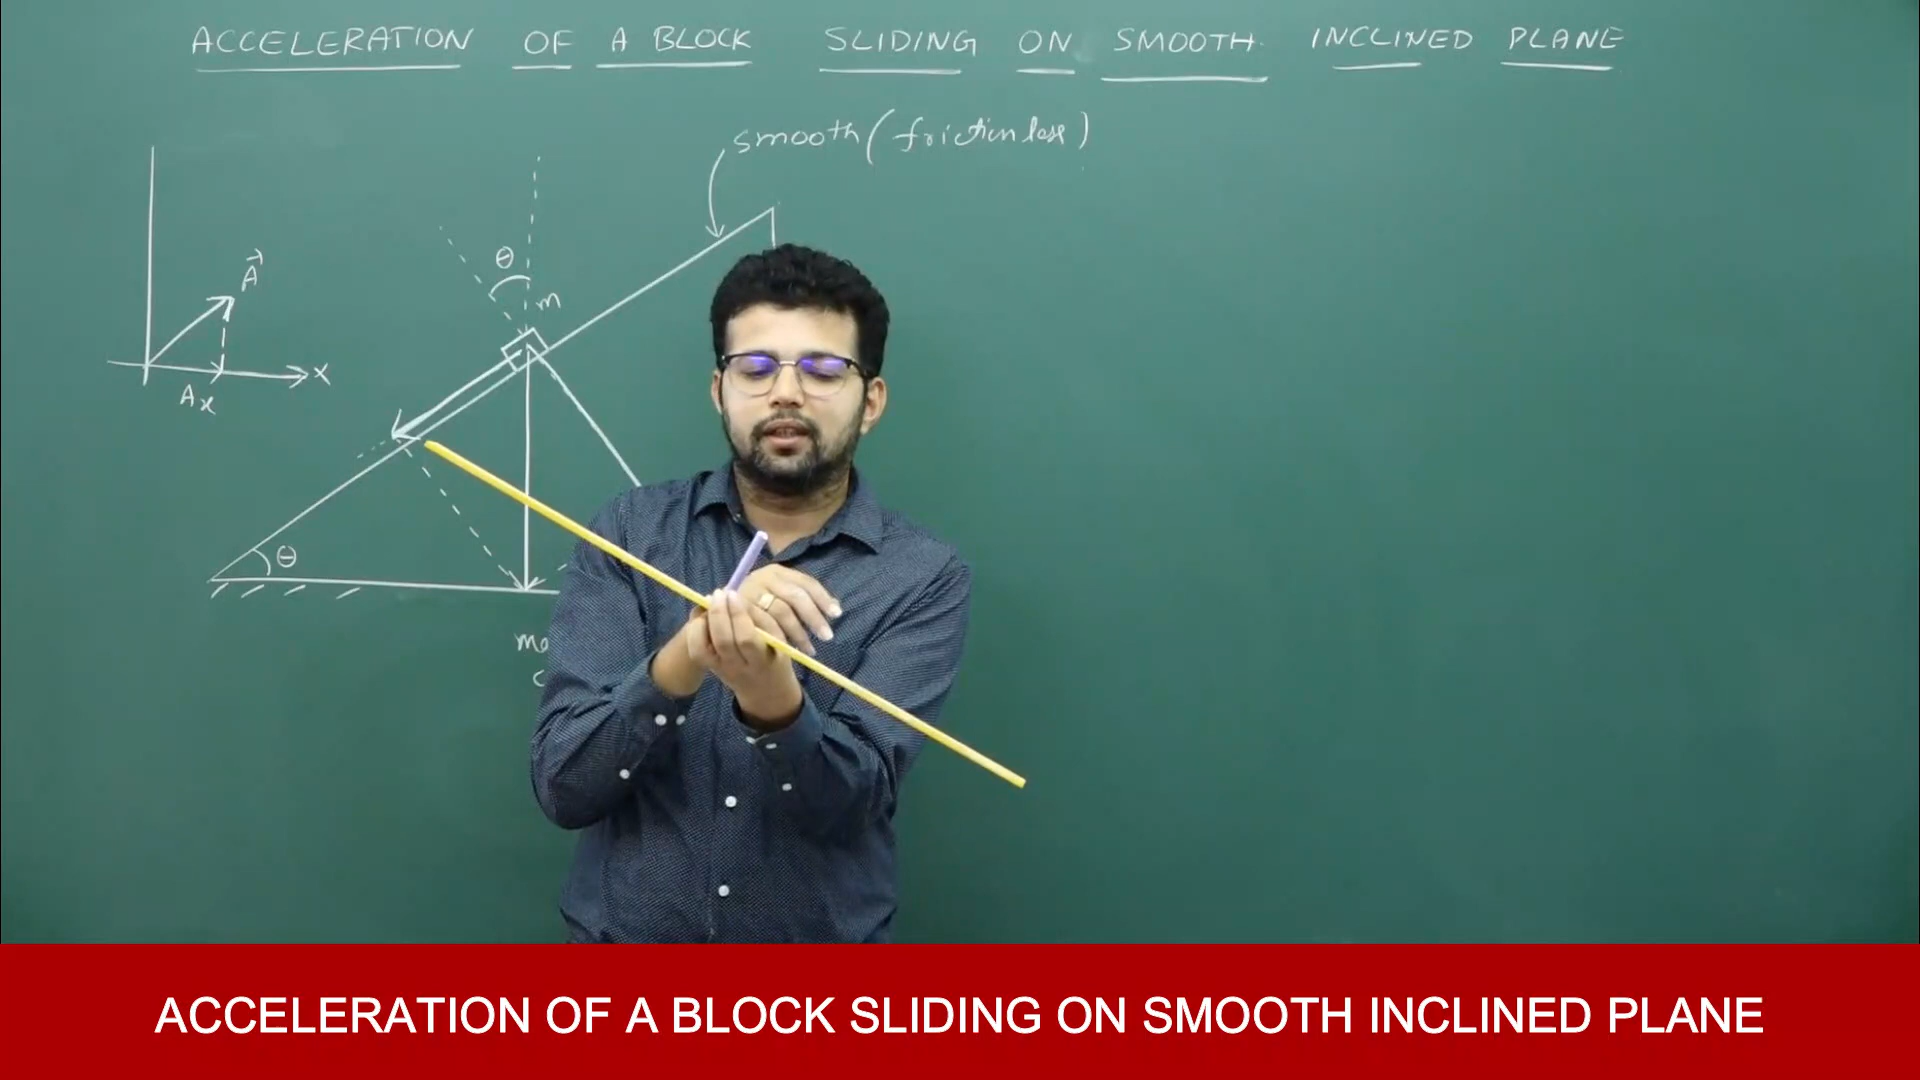 ACCELERATION OF A BLOCK SLIDING ON SMOOTH INCLINED PLANE
smooth (frictionless)
θ
m
A
x
Ax
θ
ACCELERATION OF A BLOCK SLIDING ON SMOOTH INCLINED PLANE